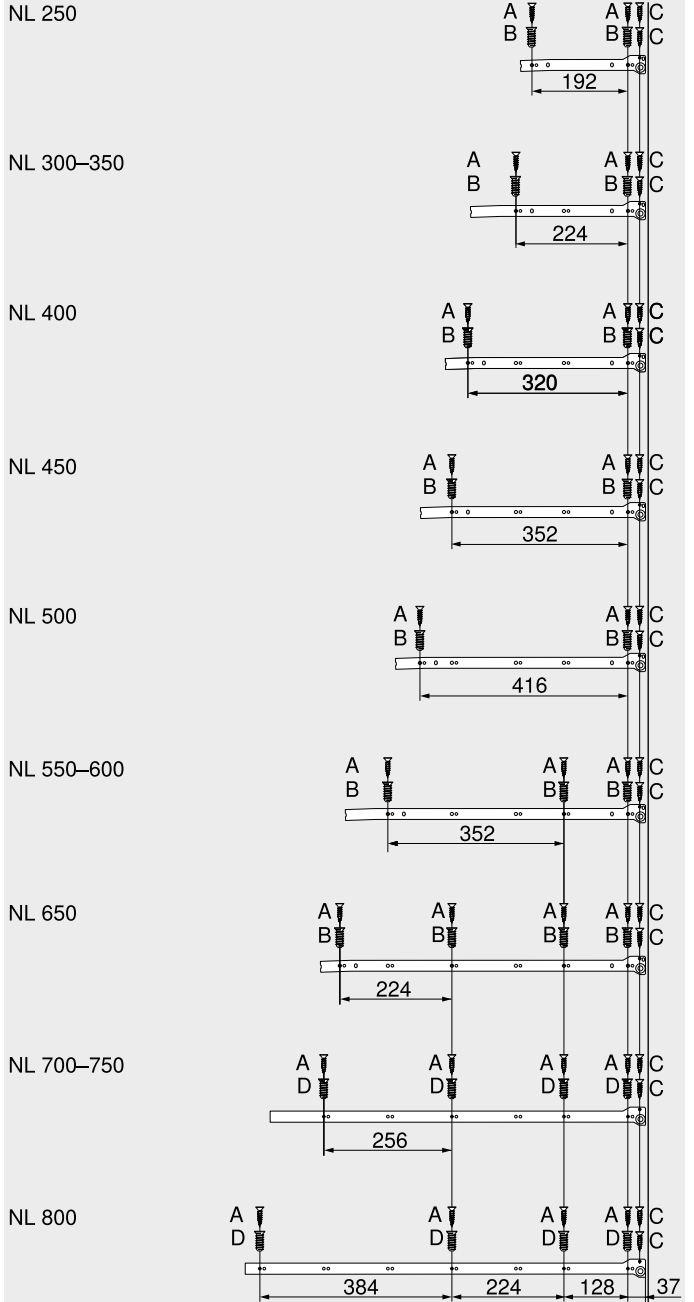 NL 250 A A C
B B C
192
NL 300–350 A A C
B B C
224
NL 400 A A C
B B C
320
NL 450 A A C
B B C
352
NL 500 A A C
B B C
416
NL 550–600 A A A C
B B B C
352
NL 650 A A A A C
B B B B C
224
NL 700–750 A A A A C
D D D D C
256
NL 800 A A A A C
D D D D C
384 224 128 37